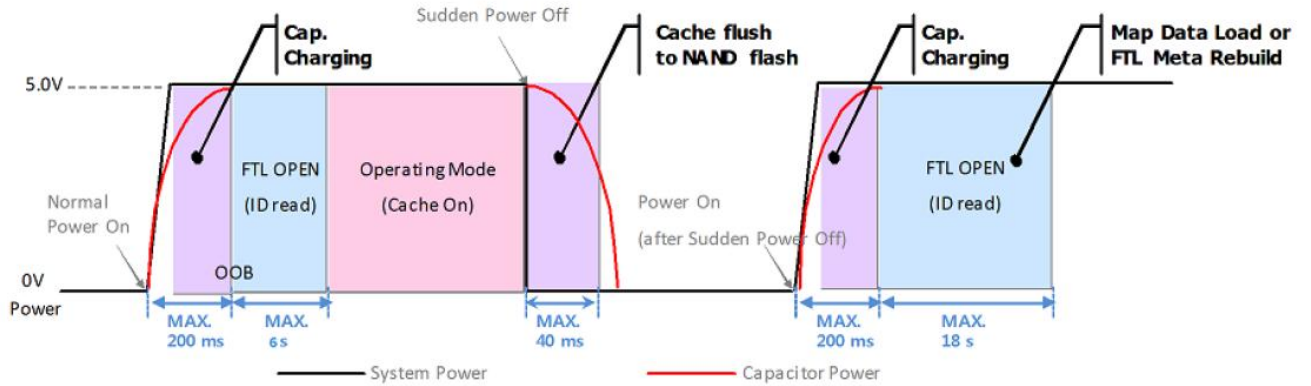 Sudden Power Off
Cap.
Charging
Cache flush
to NAND flash
Cap.
Charging
Map Data Load or
FTL Meta Rebuild
5.0V
FTL OPEN
(ID read)
Operating Mode
(Cache On)
FTL OPEN
(ID read)
Normal
Power On
Power On
(after Sudden Power Off)
OOB
0V
Power
MAX.
200 ms
MAX.
6 s
MAX.
40 ms
MAX.
200 ms
MAX.
18 s
System Power
Capacitor Power